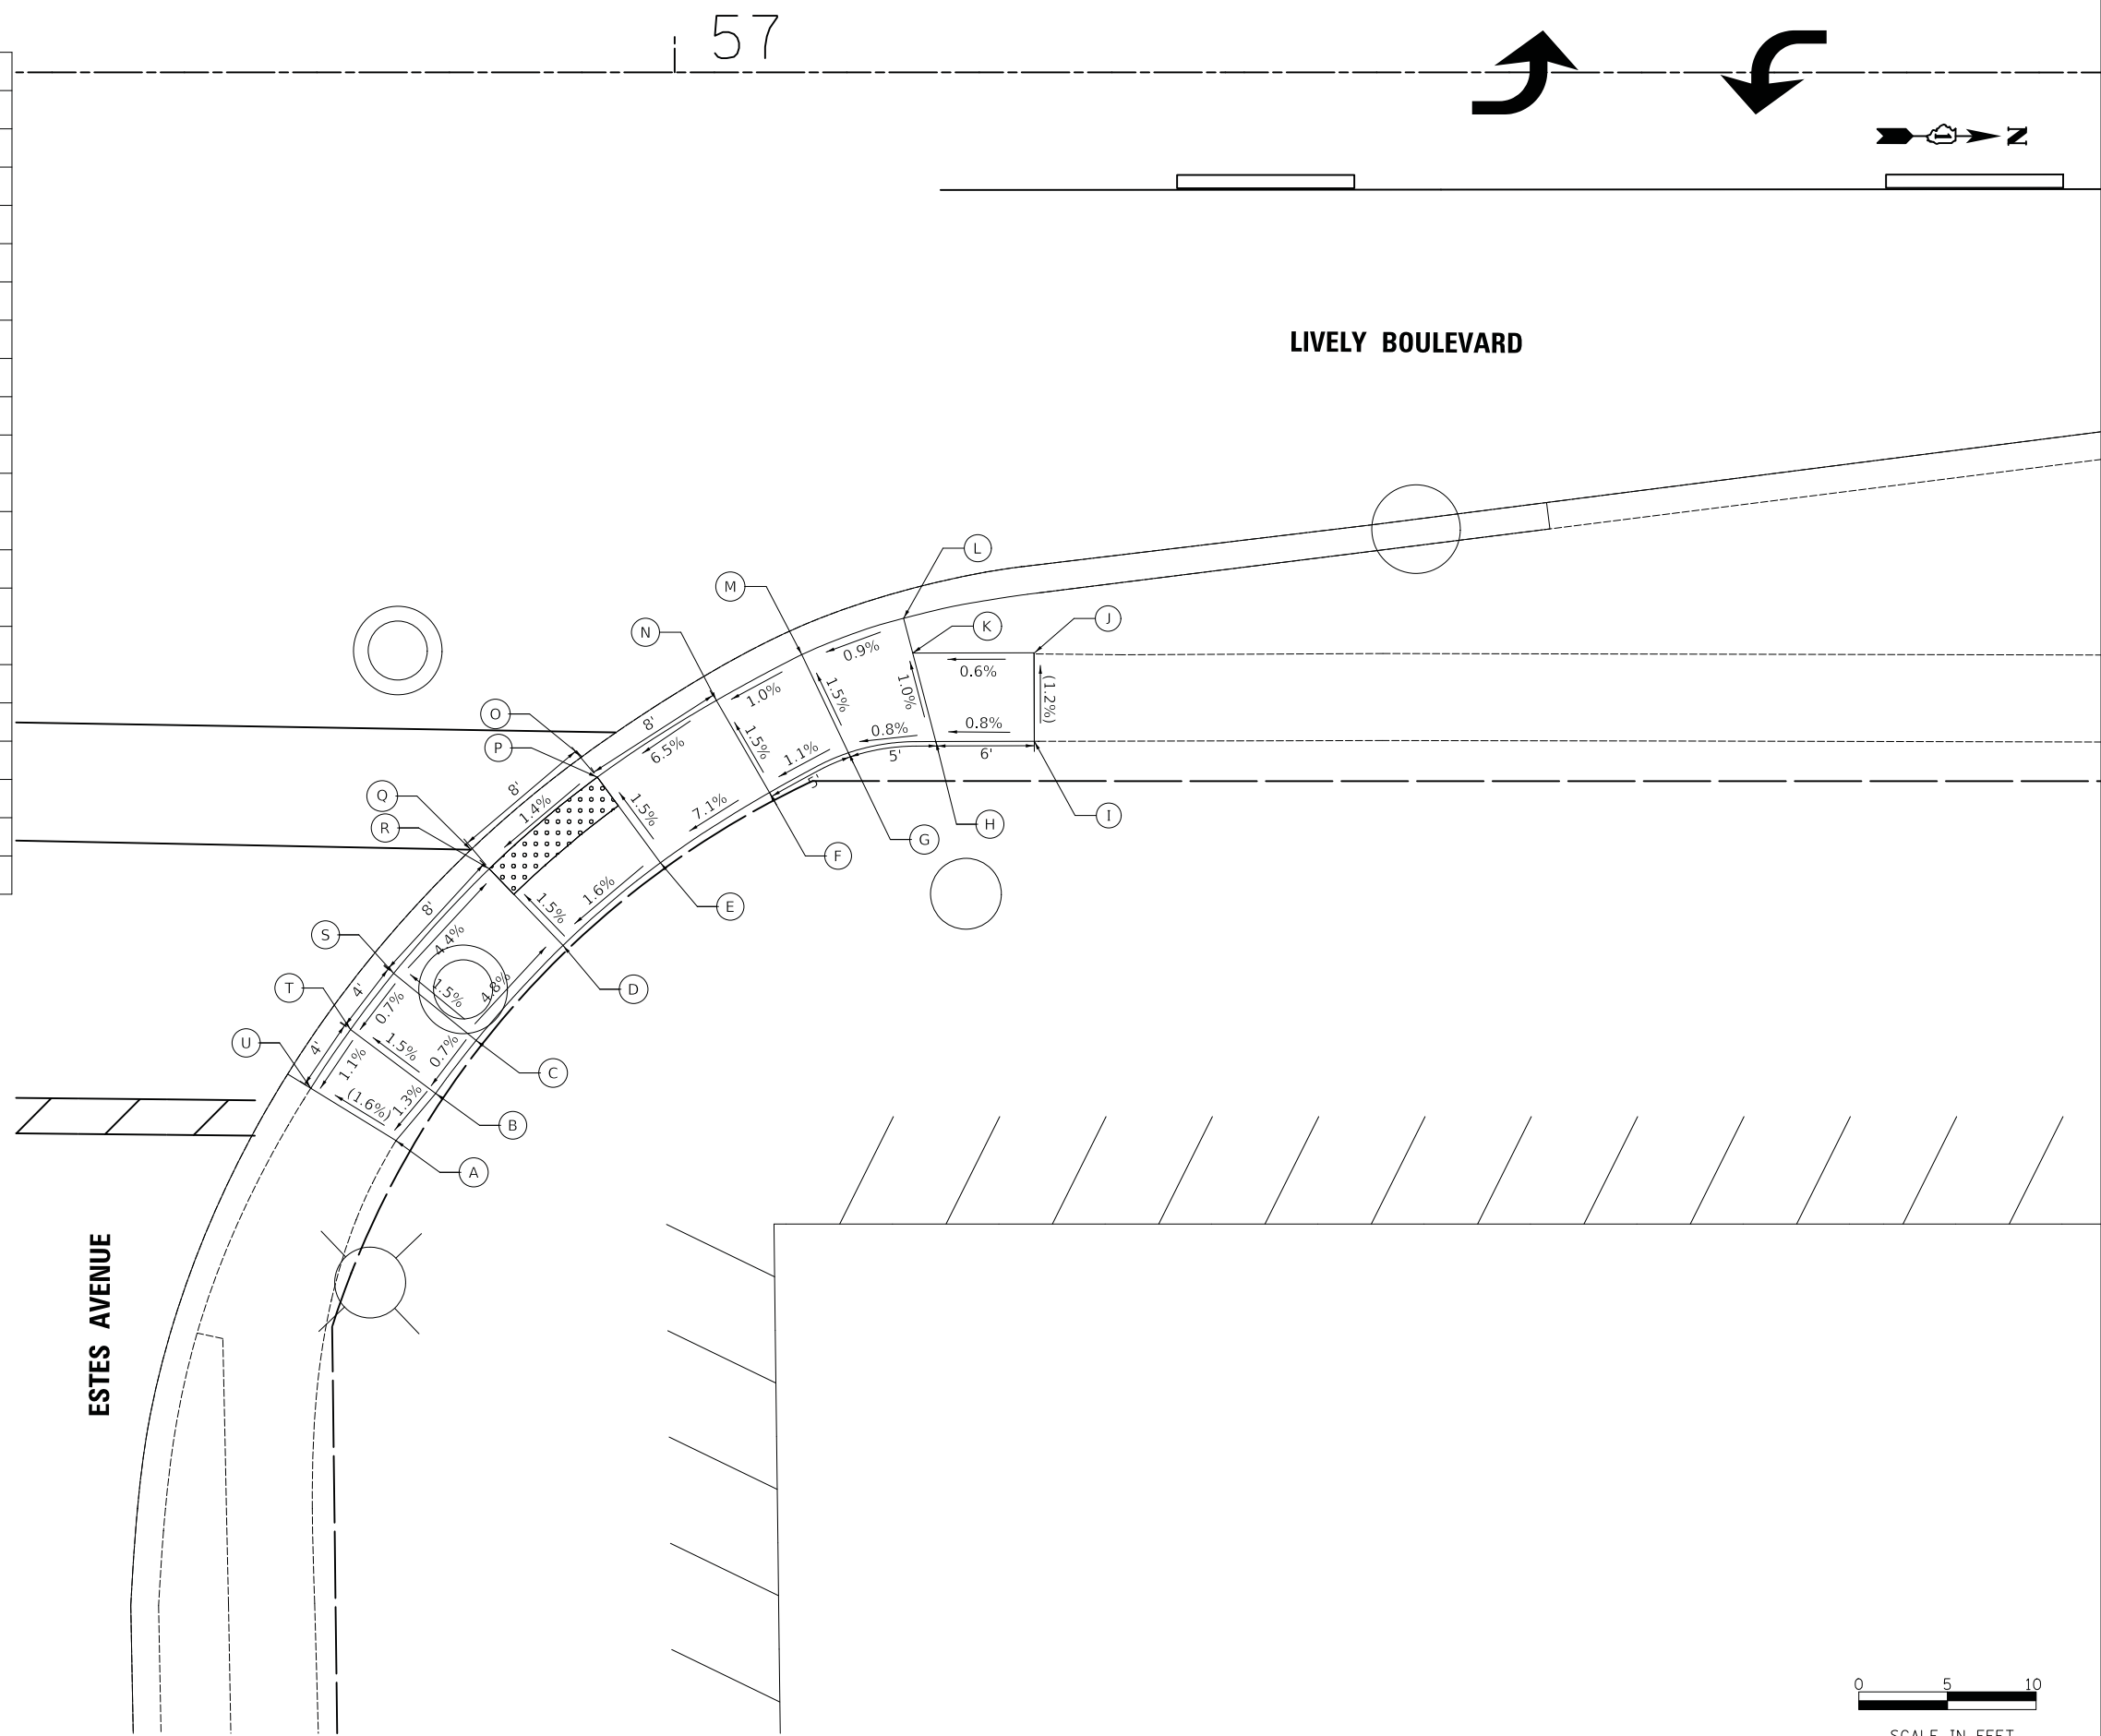 57
N
LIVELY BOULEVARD
L
M
K
J
N
0.9%
0.6%
1.0%
1.5%
1.0%
(1.2%)
O
8'
6.5%
1.5%
0.8%
0.8%
P
1.1%
5'
6'
Q
8'
1.4%
1.5%
7.1%
5'
R
I
H
G
F
8'
1.5%
1.6%
E
S
4.4%
T
4'
0.7%
1.5%
4.8%
D
U
4'
1.1%
1.5%
0.7%
C
(1.6%)
1.3%
B
A
ESTES AVENUE
0 5 10
SCALE IN FEET